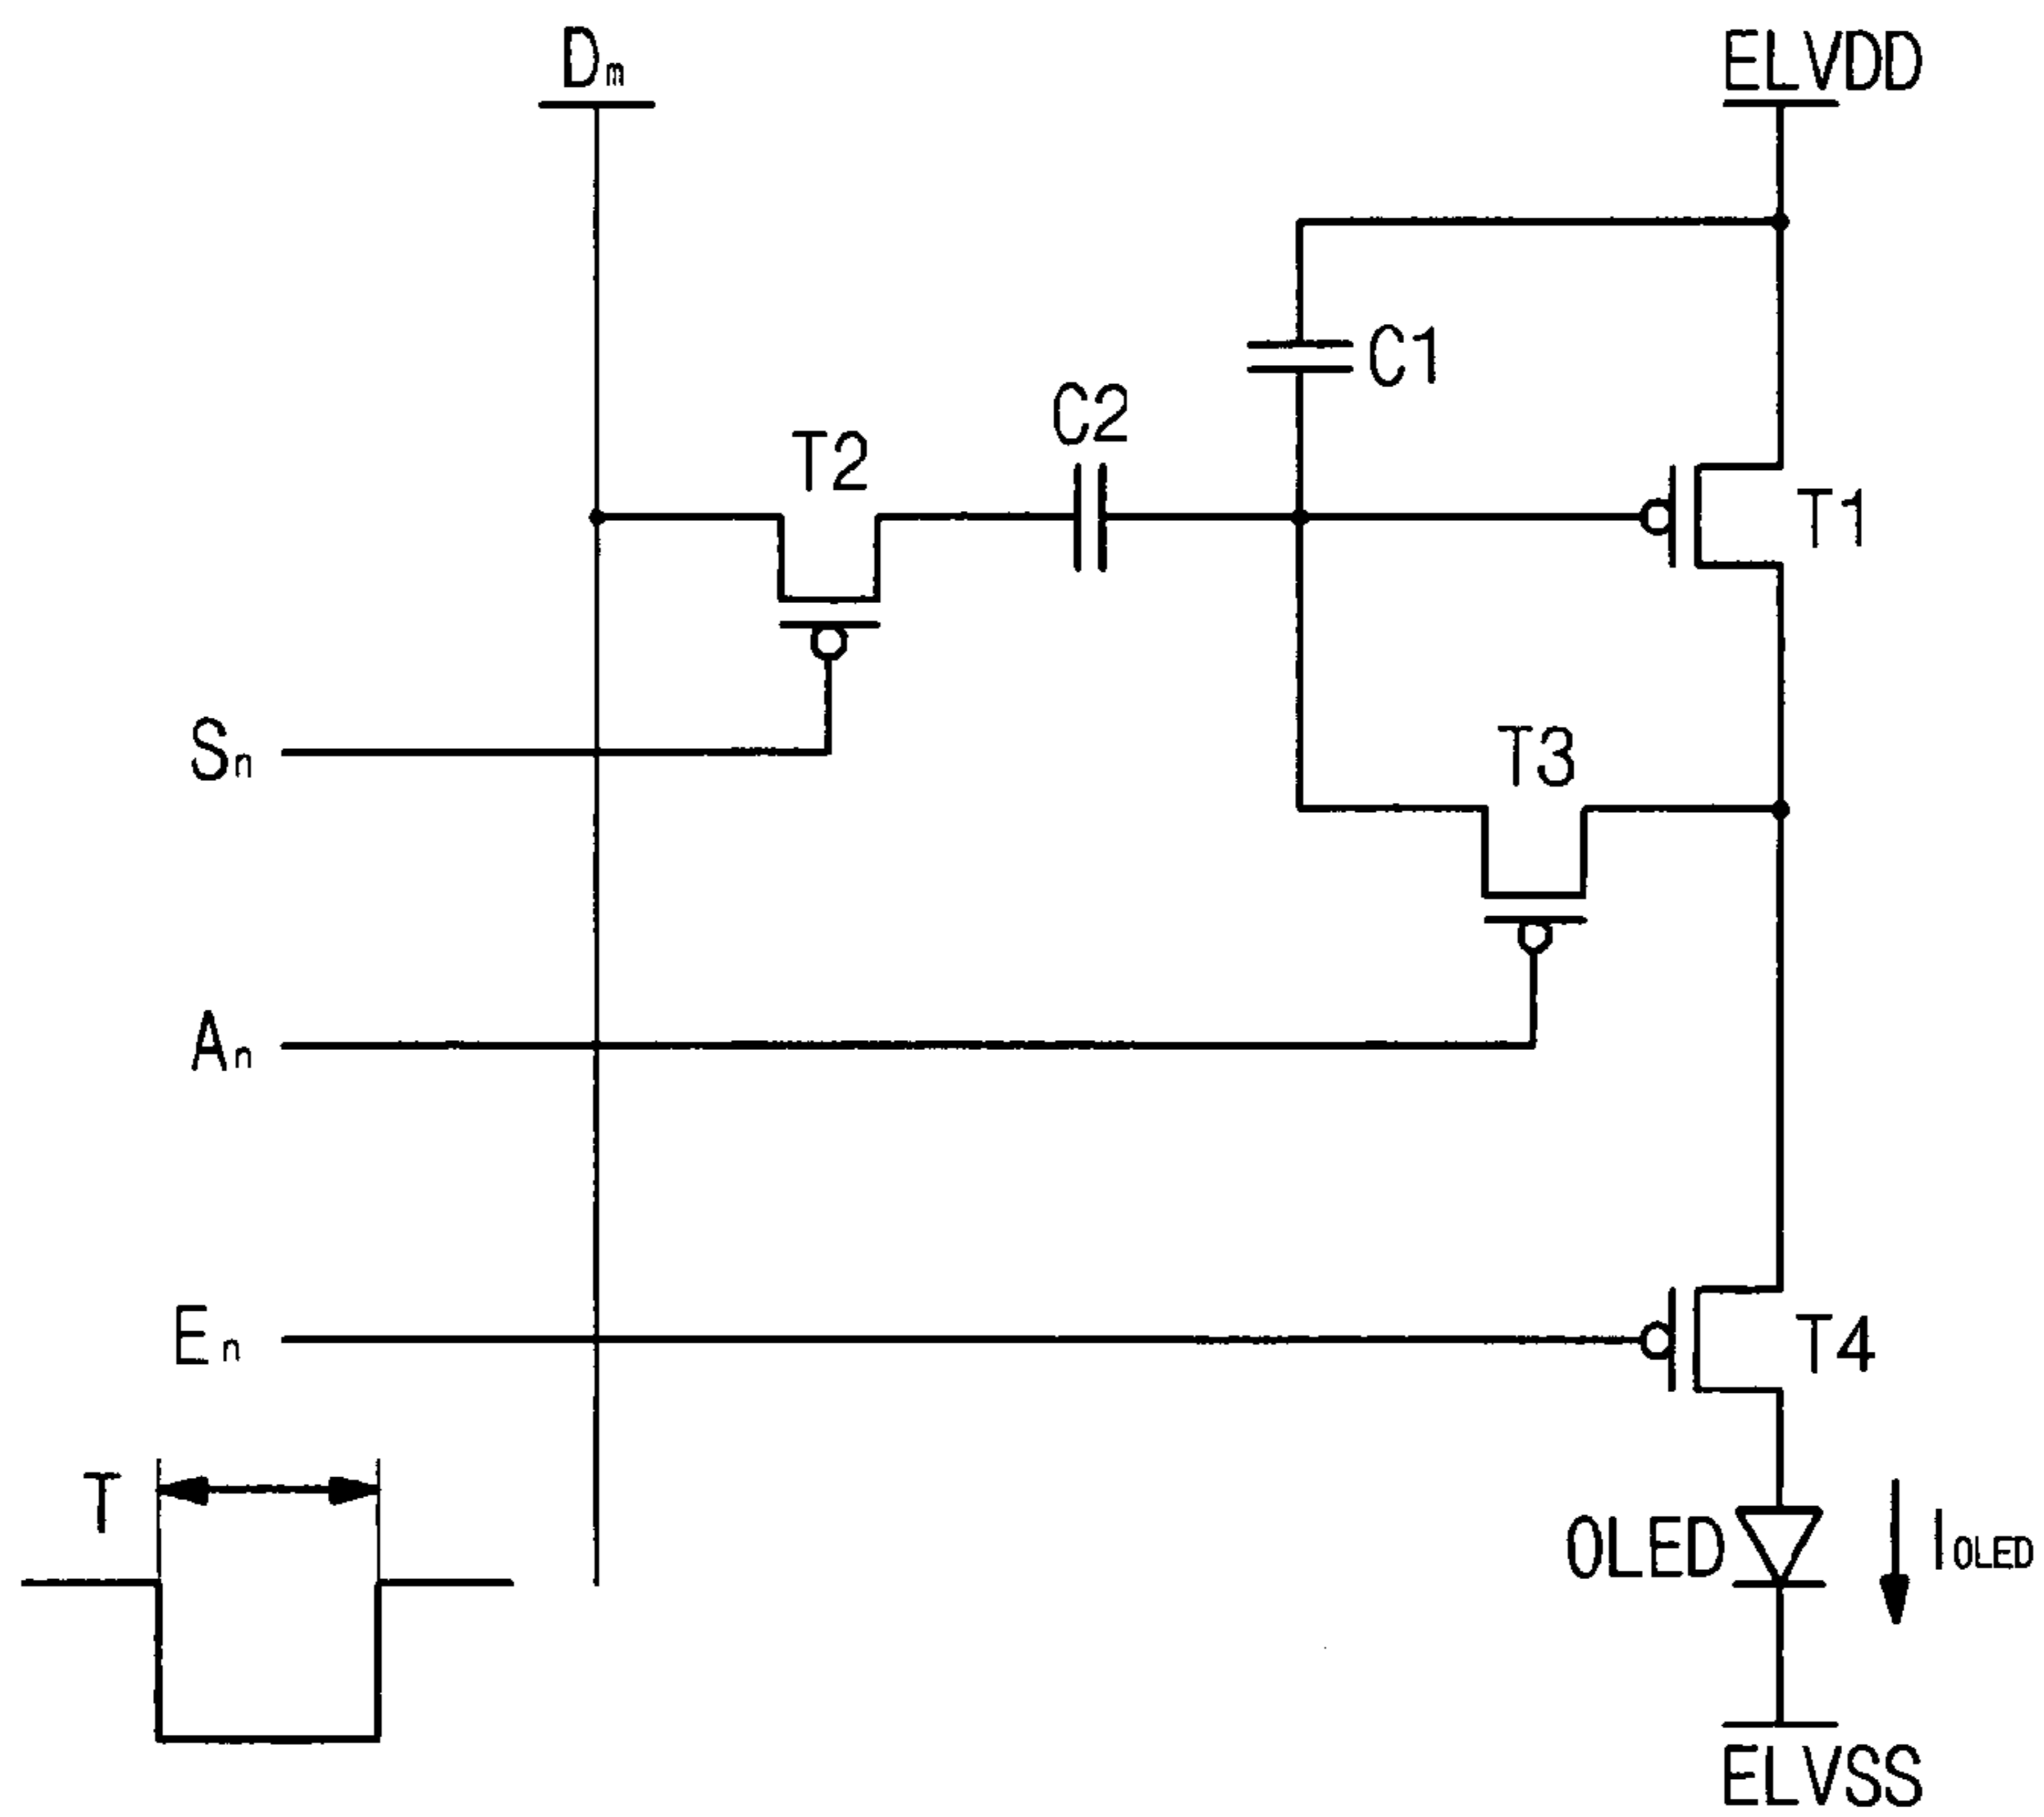 Dm
ELVDD
C1
C2
T2
T1
Sn
T3
An
En
T4
T
OLED
IOLED
ELVSS